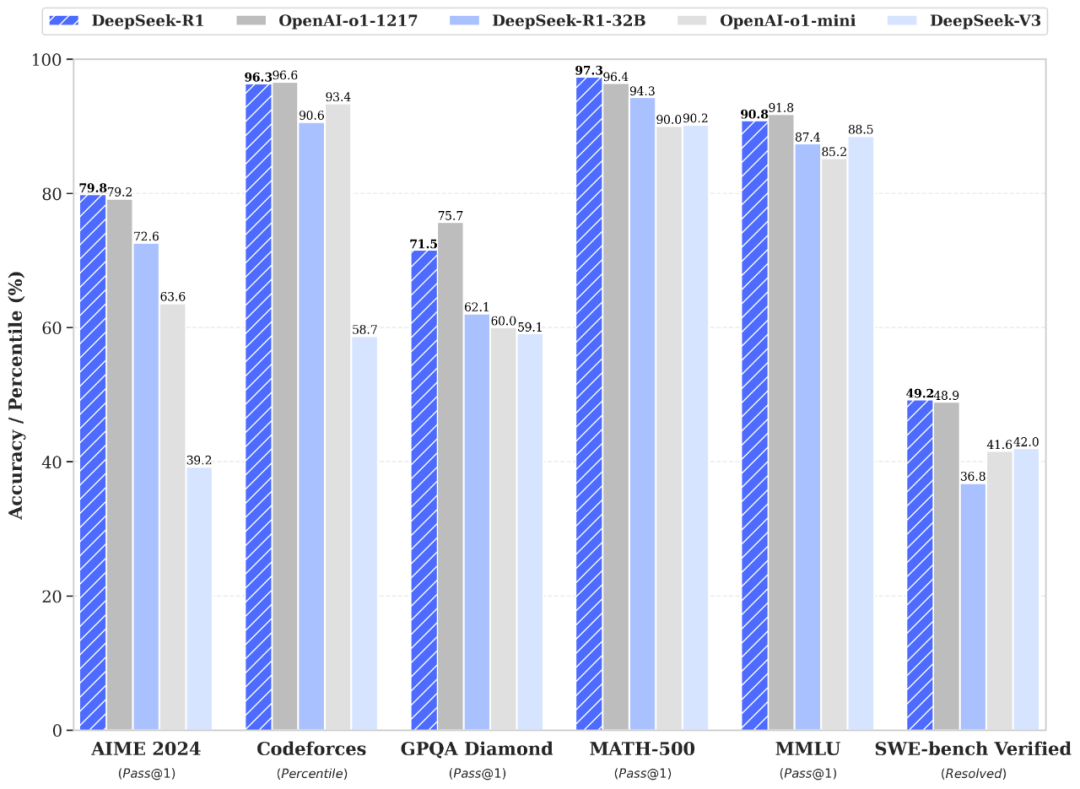 DeepSeek-R1 OpenAI-o1-1217 DeepSeek-R1-32B OpenAI-o1-mini DeepSeek-V3
Accuracy / Percentile (%)
100
80
60
40
20
0
79.8 79.2 72.6 63.6 39.2
96.3 96.6 90.6 93.4 58.7
71.5 75.7 62.1 60.0 59.1
97.3 96.4 94.3 90.0 90.2
90.8 91.8 87.4 85.2 88.5
49.2 48.9 36.8 41.6 42.0
AIME 2024 Codeforces GPQA Diamond MATH-500 MMLU SWE-bench Verified
(Pass@1) (Percentile) (Pass@1) (Pass@1) (Pass@1) (Resolved)